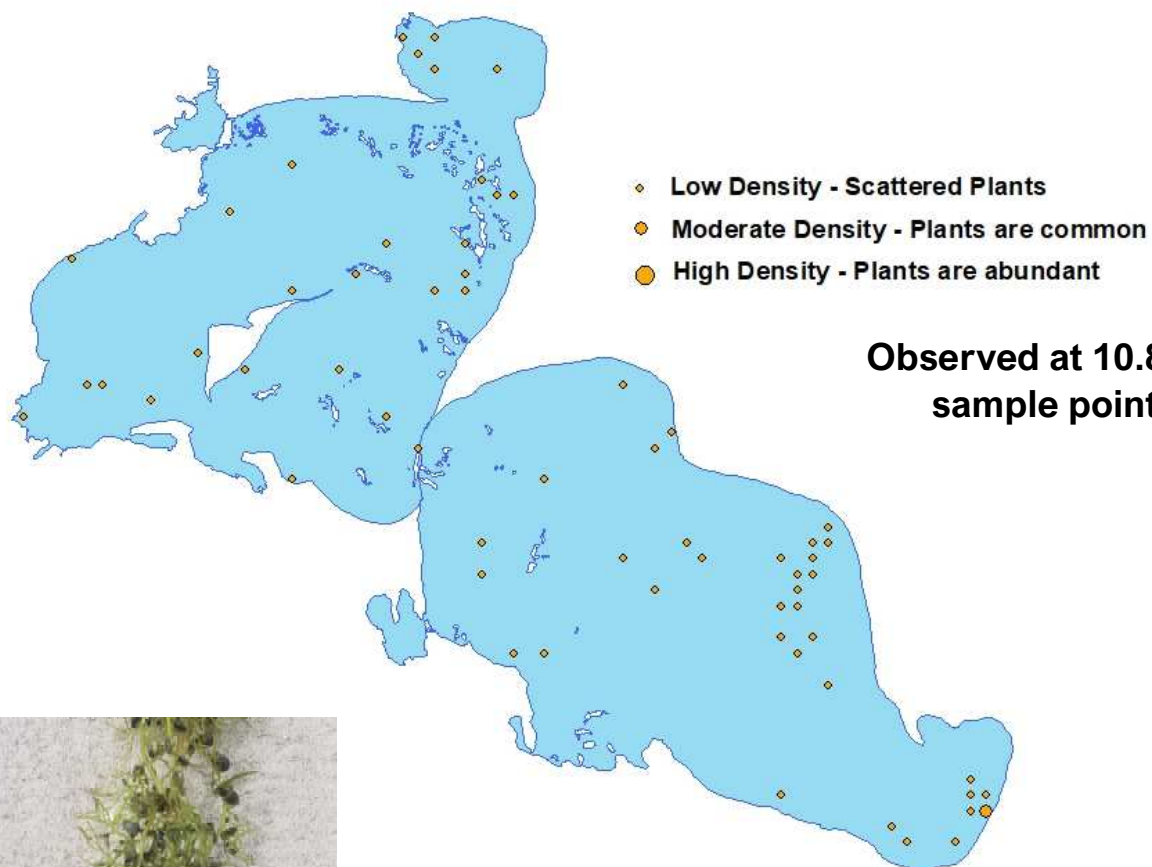 Low Density - Scattered Plants
Moderate Density - Plants are common
High Density - Plants are abundant
Observed at 10.8
sample point